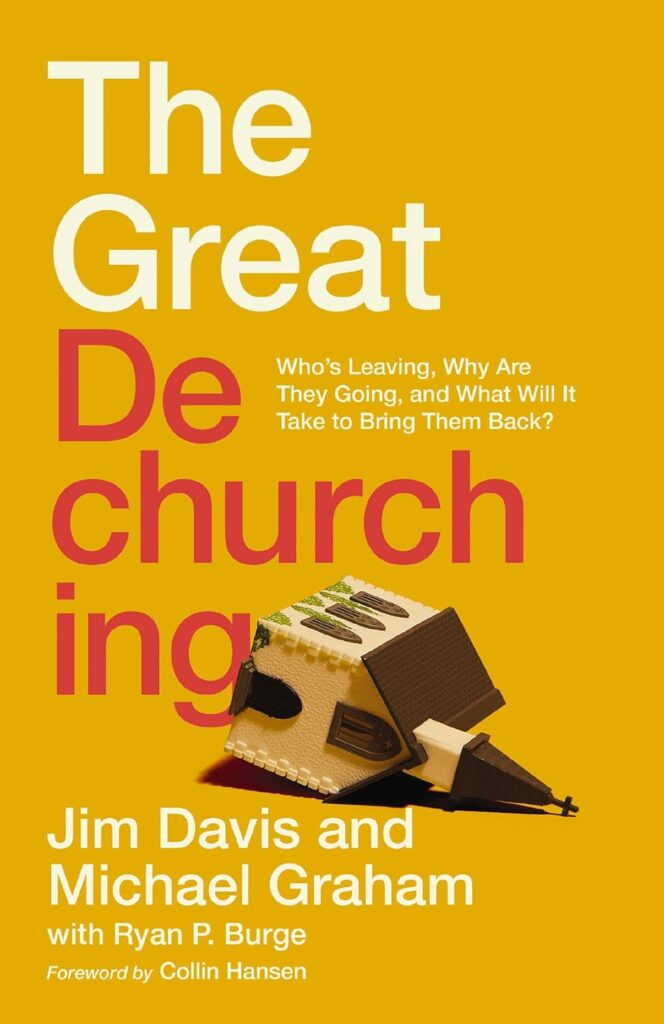 The
Great
De
church
ing
Who's Leaving, Why Are
They Going, and What Will It
Take to Bring Them Back?
Jim Davis and
Michael Graham
with Ryan P. Burge
Foreword by Collin Hansen